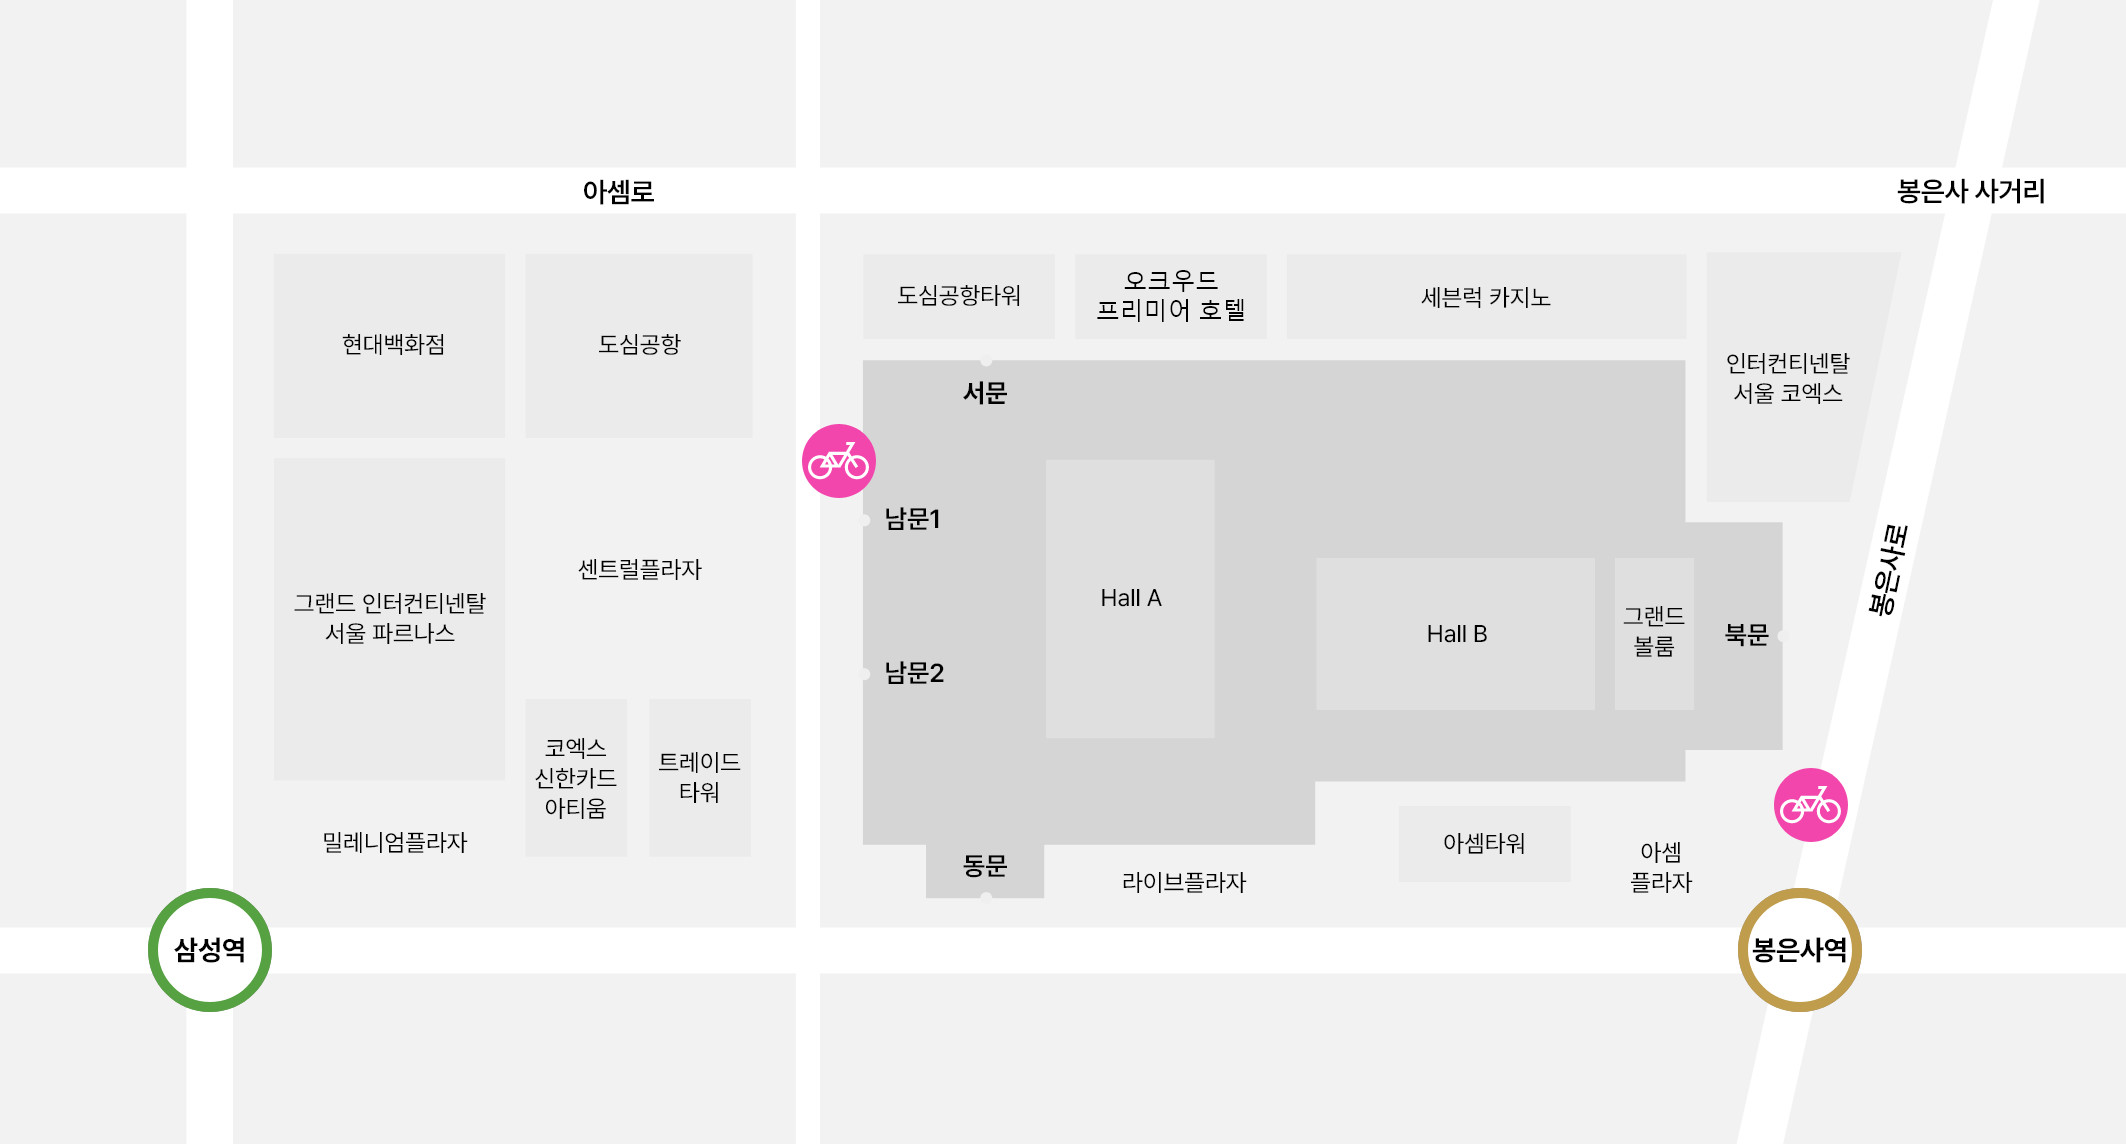 아셈로
봉은사 사거리
현대백화점
도심공항
도심공항타워
오크우드
프리미어 호텔
세븐럭 카지노
인터컨티넨탈
서울 코엑스
서문
남문1
남문2
센트럴플라자
그랜드 인터컨티넨탈
서울 파르나스
Hall A
Hall B
그랜드
볼룸
북문
봉은사로
코엑스
신한카드
아티움
트레이드
타워
밀레니엄플라자
동문
라이브플라자
아셈타워
아셈
플라자
삼성역
봉은사역